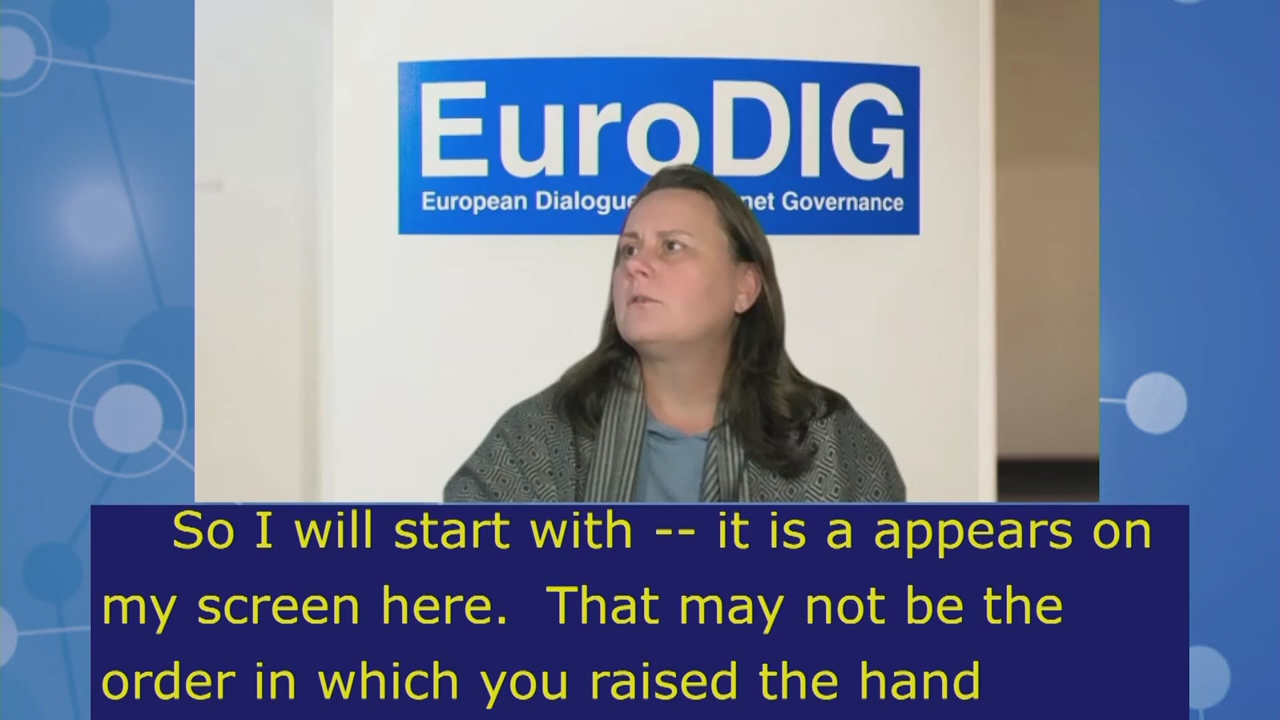 EuroDIG
European Dialogue net Governance
So I will start with -- it is a appears on
my screen here. That may not be the
order in which you raised the hand